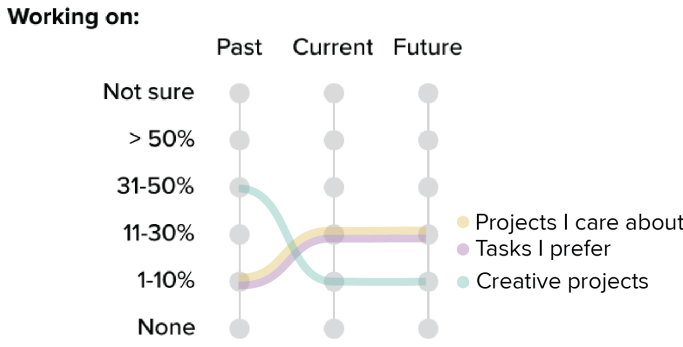 Working on:
Past Current Future
Not sure
> 50%
31-50%
11-30%
1-10%
None
Projects I care about
Tasks I prefer
Creative projects